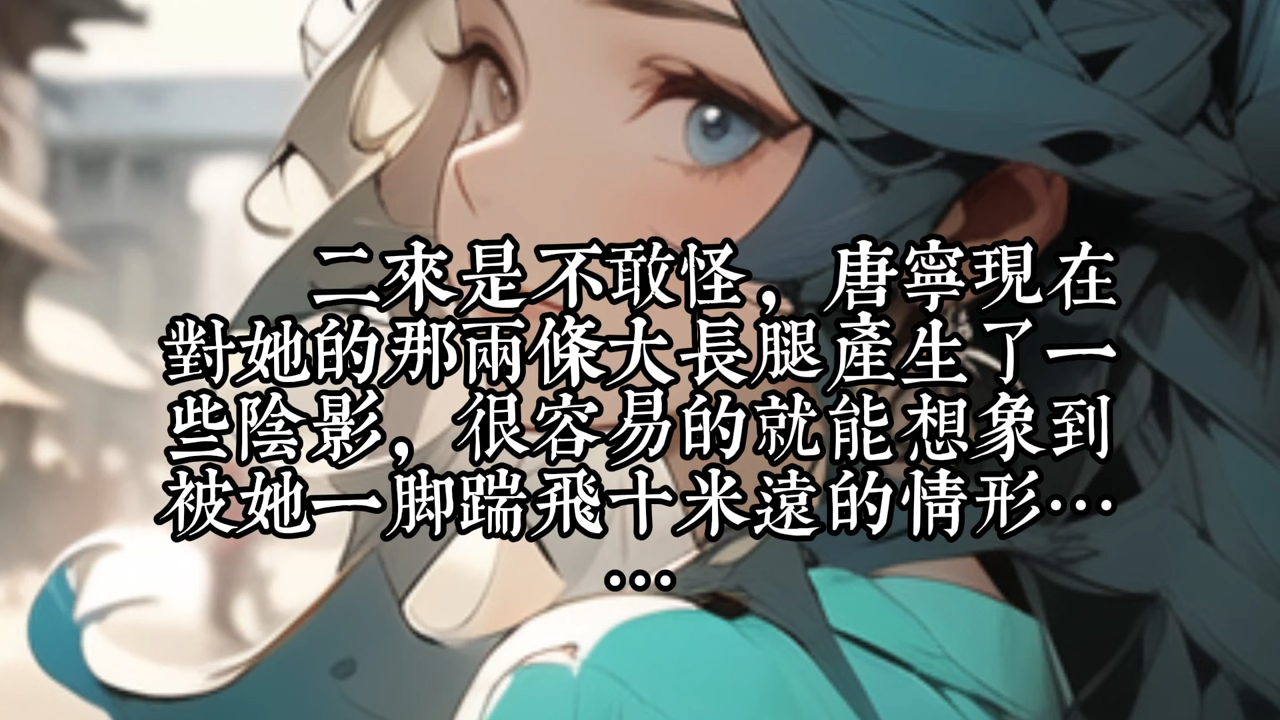 二來是不敢怪，唐寧現在
對她的那兩條大長腿產生了一
些陰影，很容易的就能想象到
被她一脚踹飛十米遠的情形…
…